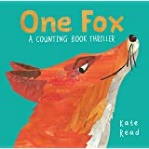 One Fox
A COUNTING BOOK THRILLER
Kate
Read